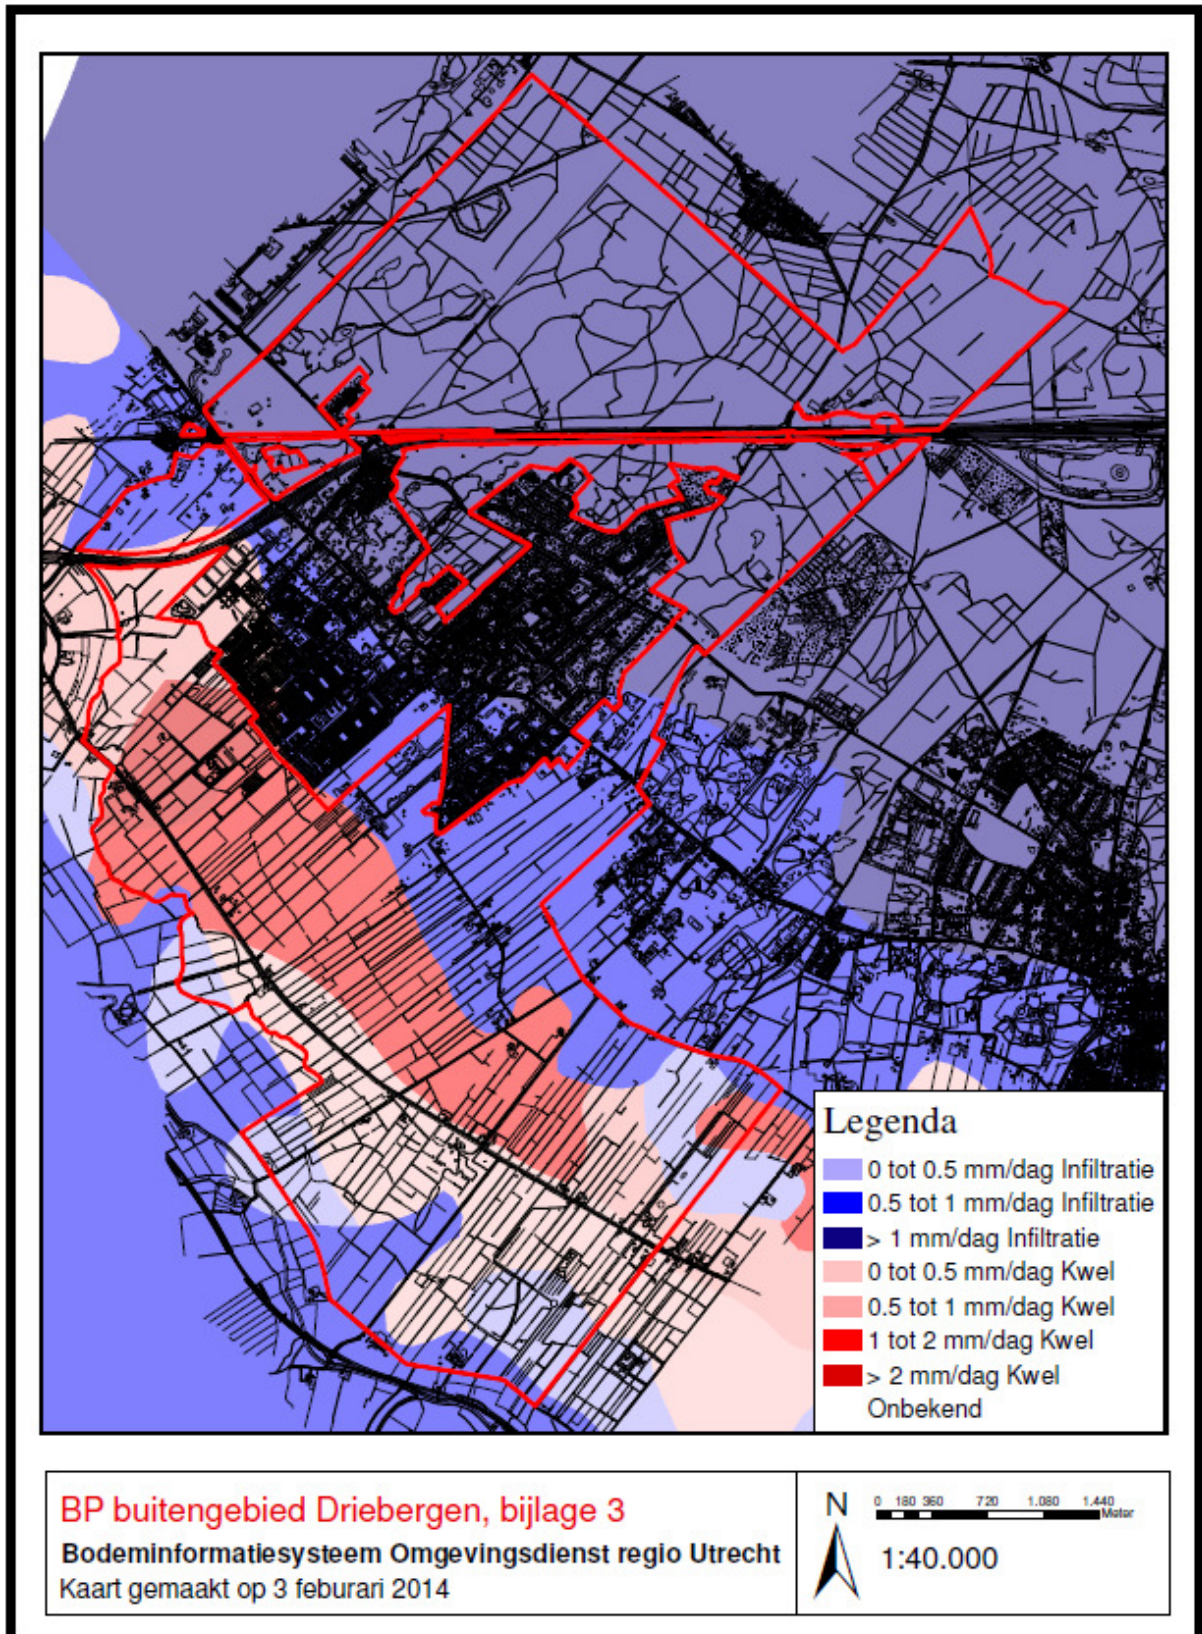 Legenda
0 tot 0.5 mm/dag Infiltratie
0.5 tot 1 mm/dag Infiltratie
> 1 mm/dag Infiltratie
0 tot 0.5 mm/dag Kwel
0.5 tot 1 mm/dag Kwel
1 tot 2 mm/dag Kwel
> 2 mm/dag Kwel
Onbekend
BP buitengebied Driebergen, bijlage 3
Bodeminformatiesysteem Omgevingsdienst regio Utrecht
Kaart gemaakt op 3 feburari 2014
N
0 180 360 720 1.080 1.440
Meter
1:40.000